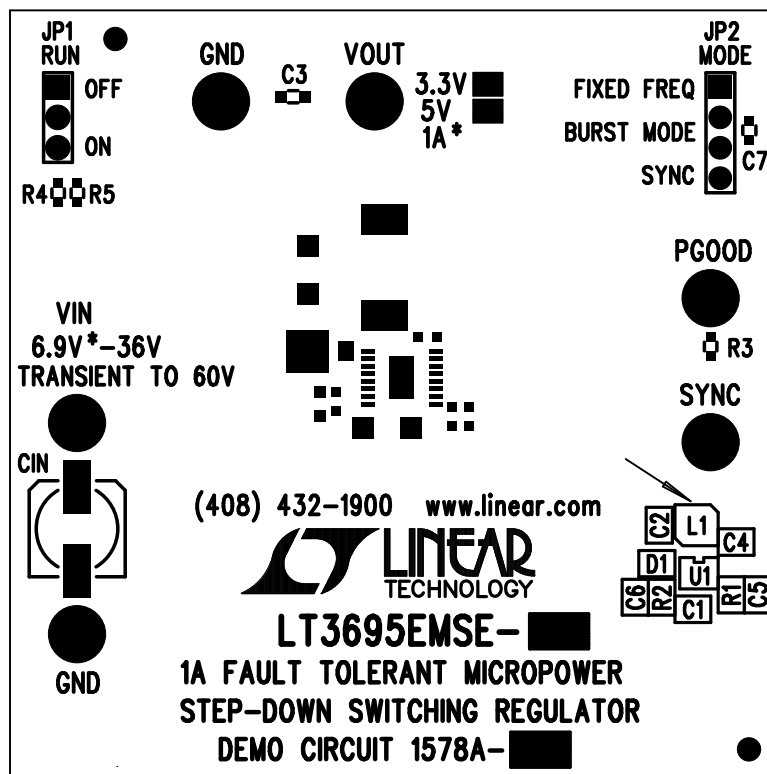 JP1
RUN
OFF
ON
R4 R5
GND
C3
VOUT
3.3V
5V
1A*
JP2
MODE
FIXED FREQ
BURST MODE
SYNC
C7
PGOOD
R3
SYNC
VIN
6.9V*-36V
TRANSIENT TO 60V
CIN
GND
(408) 432-1900 www.linear.com
LINEAR
TECHNOLOGY
C2 L1
C4
D1 U1
C6 R2 C1 R1 C5
LT3695EMSE-
1A FAULT TOLERANT MICROPOWER
STEP-DOWN SWITCHING REGULATOR
DEMO CIRCUIT 1578A-